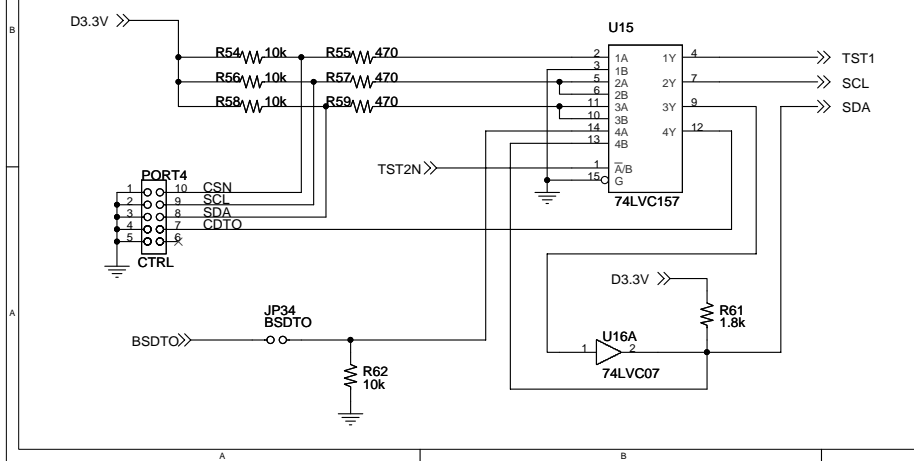 B
D3.3V
U15
R54 10k R55 470
2 1A 1Y 4 TST1
3 1B
R56 10k R57 470
5 2A 2Y 7 SCL
6 2B
R58 10k R59 470
11 3A 3Y 9 SDA
10 3B
14 4A 4Y 12
13 4B
TST2N 1 A/B
15 G
74LVC157
PORT4
1 10 CSN
2 9 SCL
3 8 SDA
4 7 CDTO
5 6
CTRL
D3.3V
A
JP34
BSDTO
R61
1.8k
BSDTO
U16A
1 2
74LVC07
R62
10k
A B